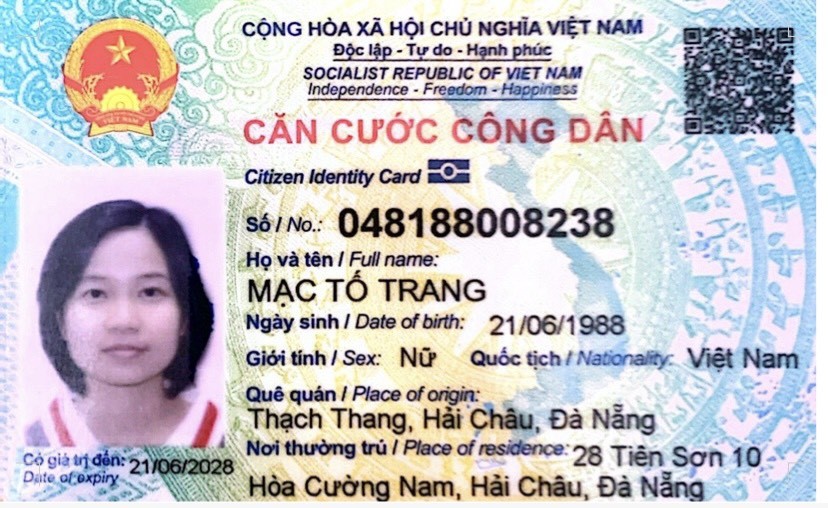 CỘNG HÒA XÃ HỘI CHỦ NGHĨA VIỆT NAM
Độc lập - Tự do - Hạnh phúc
SOCIALIST REPUBLIC OF VIET NAM
Independence - Freedom - Happiness
CĂN CƯỚC CÔNG DÂN
Citizen Identity Card
Số / No.: 048188008238
Họ và tên / Full name:
MẠC TỐ TRANG
Ngày sinh / Date of birth: 21/06/1988
Giới tính / Sex: Nữ Quốc tịch / Nationality: Việt Nam
Quê quán / Place of origin:
Thạch Thang, Hải Châu, Đà Nẵng
Nơi thường trú / Place of residence: 28 Tiên Sơn 10
Hòa Cường Nam, Hải Châu, Đà Nẵng
Có giá trị đến: 21/06/2028
Date of expiry
VIỆT NAM